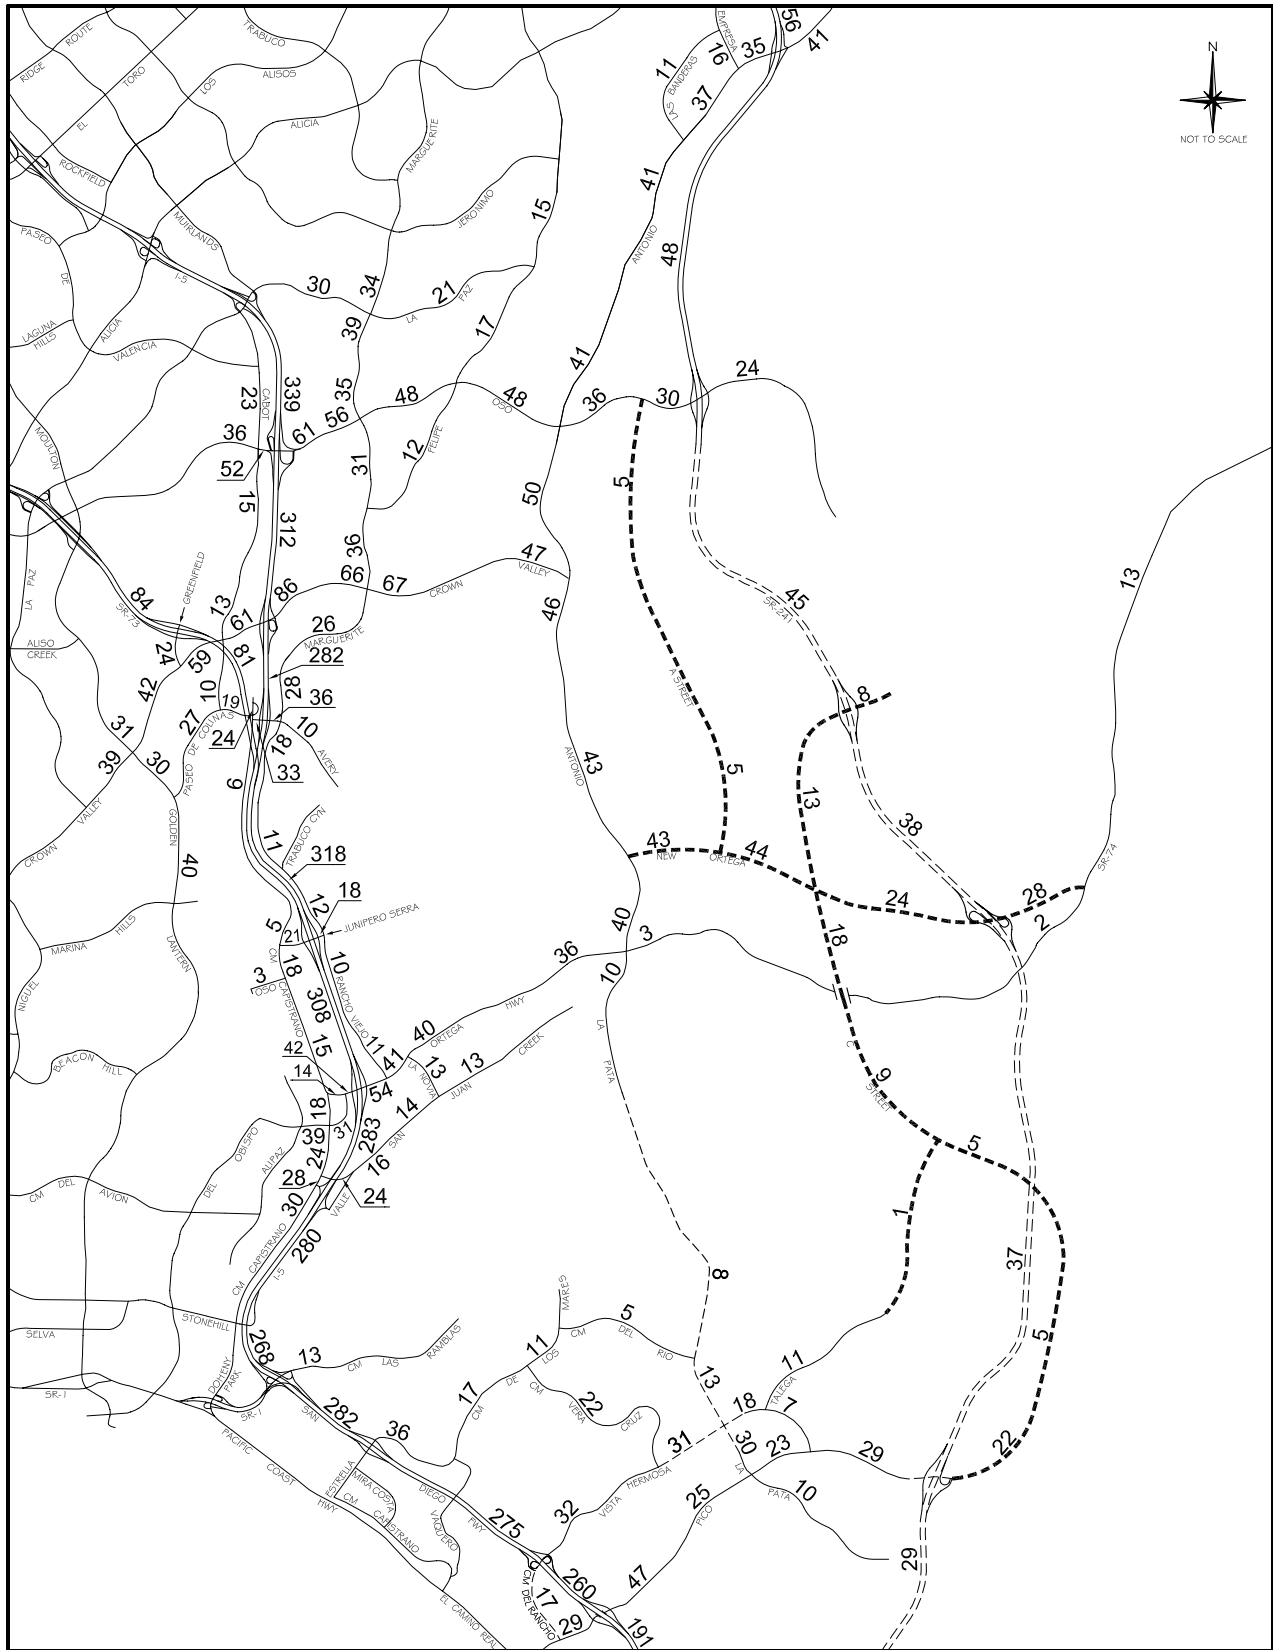 EMPRESA
56
41
TRABUCO
ROUTE
RIDGE
TORO
LOS
ALISOS
EL
11
16
35
LAS BANDERAS
37
N
NOT TO SCALE
ALICIA
MARGUERITE
ROCKFIELD
MUIRLANDS
JERONIMO
15
41
ANTONIO
48
PASEO
DE
I-5
30
34
21
LA
PAZ
LAGUNA
HILLS
ALICIA
VALENCIA
39
17
41
23
CABOT
339
35
48
48
OSO
36
30
24
MOULTON
36
61
56
12
FELIPE
52
31
15
50
5
312
36
47
VALLEY
LA PAZ
84
SR-73
GREENFIELD
13
61
86
66
67
CROWN
46
45
SR-241
13
ALISO
CREEK
24
59
81
26
MARGUERITE
282
A STREET
42
10
19
28
36
8
31
27
PASEO DE COLINAS
24
18
10
AVERY
33
39
30
9
ANTONIO
43
5
13
VALLEY
CROWN
GOLDEN
40
11
TRABUCO CYN
318
43
NEW
ORTEGA
44
38
SR-74
12
18
JUNIPERO SERRA
24
28
2
MARINA
HILLS
LANTERN
5
21
CM
18
10
40
3
36
18
NIGUEL
3
OSO
CAPISTRANO
308
RANCHO VIEJO
10
HWY
ORTEGA
40
LA
PATA
C
STREET
BEACON
HILL
15
42
11
41
LA NOVIA
13
13
CREEK
JUAN
14
54
18
31
283
14
SAN
9
DEL
OBISPO
ALIPAZ
39
24
16
5
CM
DEL
AVION
28
30
24
VALLE
1
CM
CAPISTRANO
I-5
280
8
37
STONEHILL
SELVA
MARES
CM
5
DEL
RIO
5
DOHENY
PARK
268
13
CM
LAS
RAMBLAS
11
LOS
DE
CM
17
13
11
TALEGA
SR-1
SR-1
SAN
282
CM
VERA
22
CRUZ
18
7
PACIFIC
COAST
HWY
36
31
30
23
29
22
ESTRELLA
MIRA COSTA
CM
CAPISTRANO
DIEGO
FWY
VAQUERO
HERMOSA
VISTA
32
LA
PATA
10
25
PICO
275
29
260
47
CM DEL RANCHO
17
29
191
EL CAMINO REAL